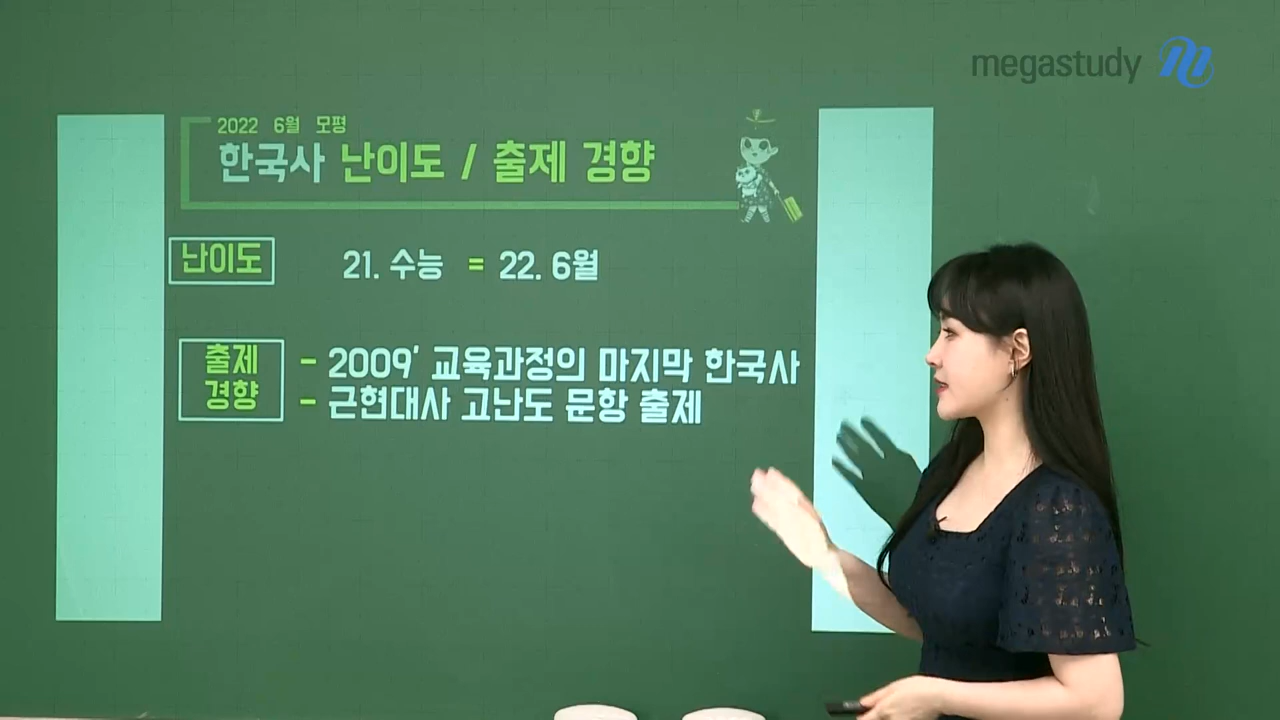 megastudy
2022 6월 모평
한국사 난이도 / 출제 경향
난이도
21. 수능 = 22. 6월
출제
경향
- 2009' 교육과정의 마지막 한국사
- 근현대사 고난도 문항 출제